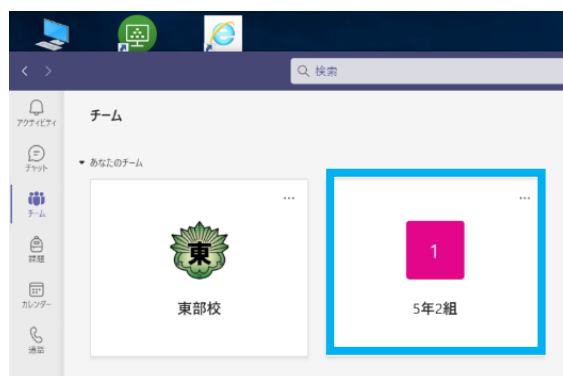 検索
アクティビティ
チーム
チャット
あなたのチーム
チーム
東
1
課題
カレンダー
東部校
5年2組
通話